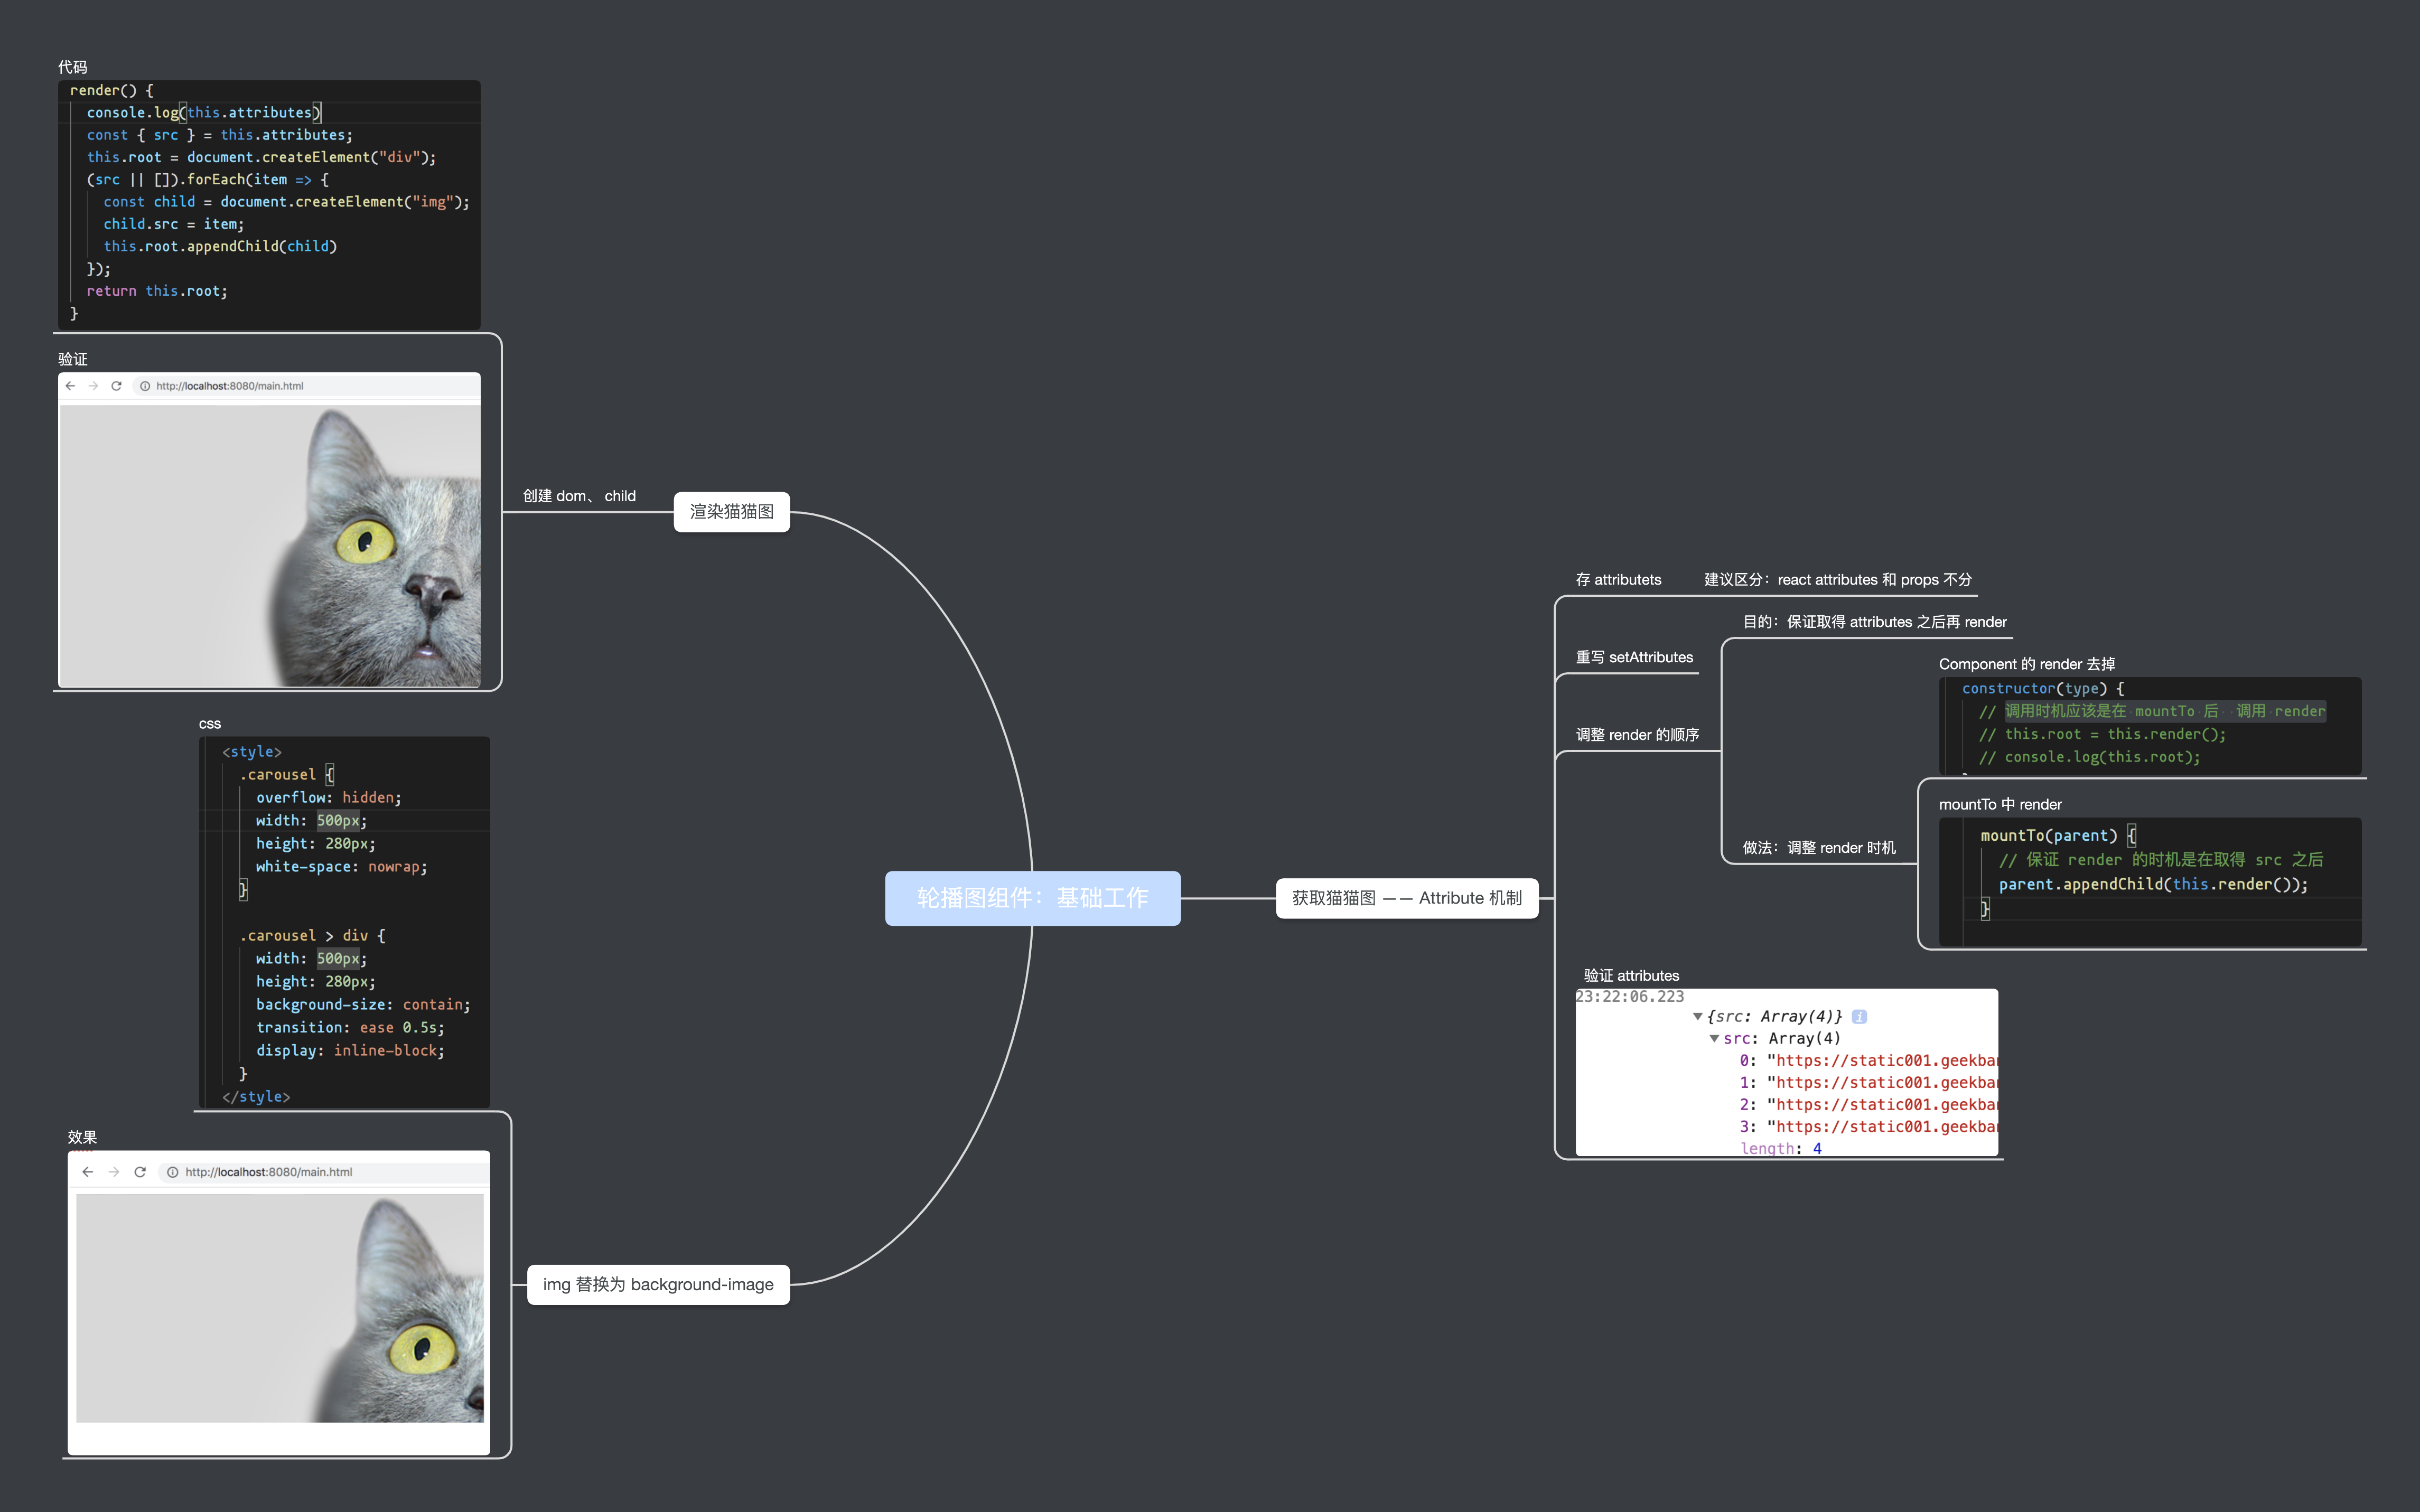 代码
render() {
console.log(this.attributes)
const { src } = this.attributes;
this.root = document.createElement("div");
(src || []).forEach(item => {
const child = document.createElement("img");
child.src = item;
this.root.appendChild(child)
});
return this.root;
}
验证
http://localhost:8080/main.html
创建 dom、 child
渲染猫猫图
css
<style>
.carousel {
overflow: hidden;
width: 500px;
height: 280px;
white-space: nowrap;
}
.carousel > div {
width: 500px;
height: 280px;
background-size: contain;
transition: ease 0.5s;
display: inline-block;
}
</style>
效果
http://localhost:8080/main.html
img 替换为 background-image
轮播图组件：基础工作
获取猫猫图 —— Attribute 机制
存 attributets
建议区分：react attributes 和 props 不分
重写 setAttributes
调整 render 的顺序
目的：保证取得 attributes 之后再 render
做法：调整 render 时机
Component 的 render 去掉
constructor(type) {
// 调用时机应该是在 mountTo 后 调用 render
// this.root = this.render();
// console.log(this.root);
mountTo 中 render
mountTo(parent) {
// 保证 render 的时机是在取得 src 之后
parent.appendChild(this.render());
}
验证 attributes
23:22:06.223
▼{src: Array(4)} i
▼src: Array(4)
0: "https://static001.geekba
1: "https://static001.geekba
2: "https://static001.geekba
3: "https://static001.geekba
length: 4